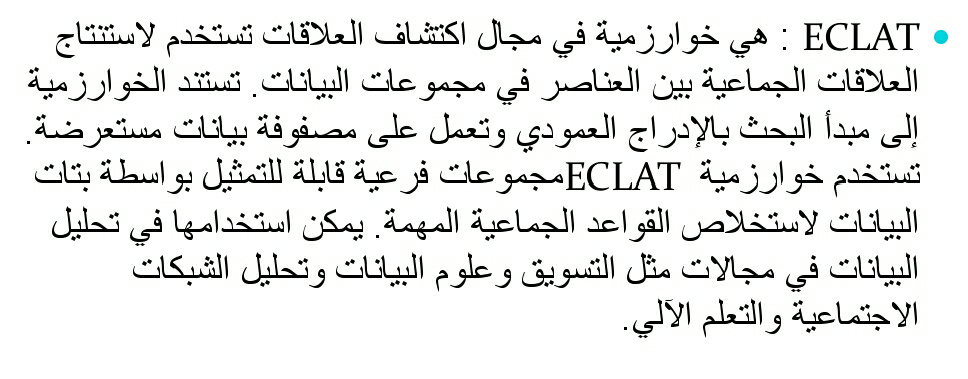 • ECLAT : هي خوارزمية في مجال اكتشاف العلاقات تستخدم لاستنتاج
العلاقات الجماعية بين العناصر في مجموعات البيانات. تستند الخوارزمية
إلى مبدأ البحث بالإدراج العمودي وتعمل على مصفوفة بيانات مستعرضة.
تستخدم خوارزمية ECLATمجموعات فرعية قابلة للتمثيل بواسطة بتات
البيانات لاستخلاص القواعد الجماعية المهمة. يمكن استخدامها في تحليل
البيانات في مجالات مثل التسويق وعلوم البيانات وتحليل الشبكات
الاجتماعية والتعلم الآلي.